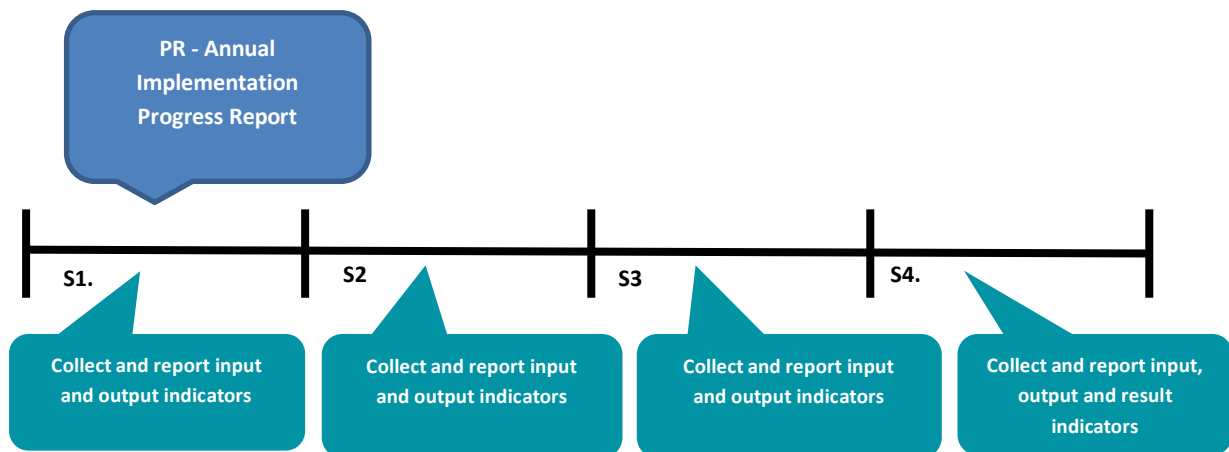 PR - Annual
Implementation
Progress Report
S1.
S2
S3
S4.
Collect and report input
and output indicators
Collect and report input
and output indicators
Collect and report input
and output indicators
Collect and report input,
output and result
indicators